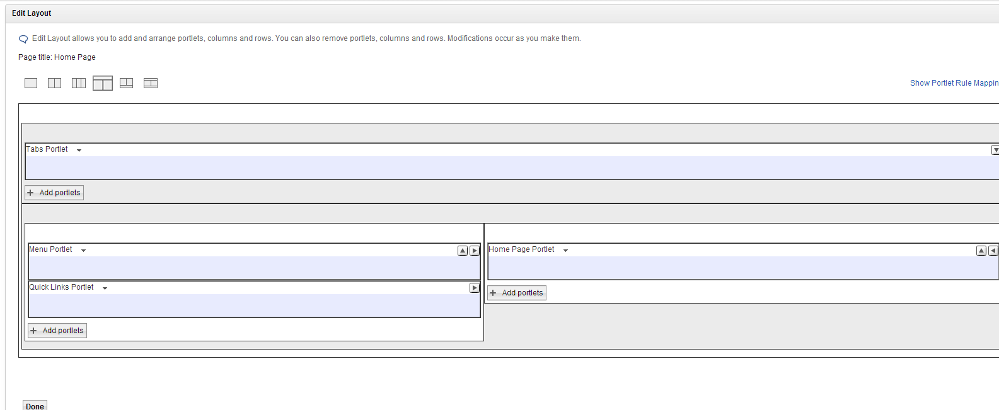 Edit Layout
Edit Layout allows you to add and arrange portlets, columns and rows. You can also remove portlets, columns and rows. Modifications occur as you make them.
Page title: Home Page
Show Portlet Rule Mappin
Tabs Portlet
Add portlets
Menu Portlet
Home Page Portlet
Quick Links Portlet
Add portlets
Add portlets
Done